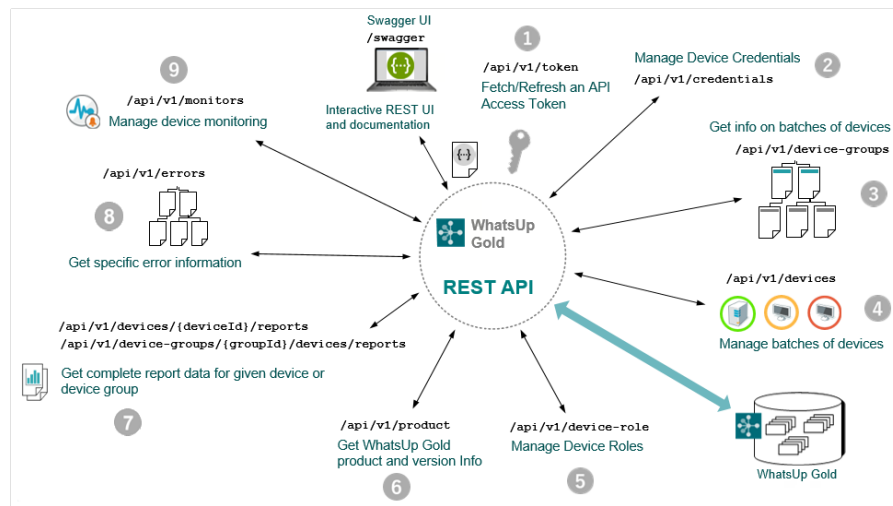 Swagger UI
/swagger
Interactive REST UI
and documentation
{...}
{...}
1
/api/v1/token
Fetch/Refresh an API
Access Token
Manage Device Credentials
2
/api/v1/credentials
Get info on batches of devices
/api/v1/device-groups
3
/api/v1/devices
4
Manage batches of devices
WhatsUp Gold
/api/v1/device-role
Manage Device Roles
5
/api/v1/product
Get WhatsUp Gold
product and version Info
6
/api/v1/devices/{deviceId}/reports
/api/v1/device-groups/{groupId}/devices/reports
Get complete report data for given device or
device group
7
/api/v1/errors
8
Get specific error information
9
/api/v1/monitors
Manage device monitoring
WhatsUp
Gold
REST API